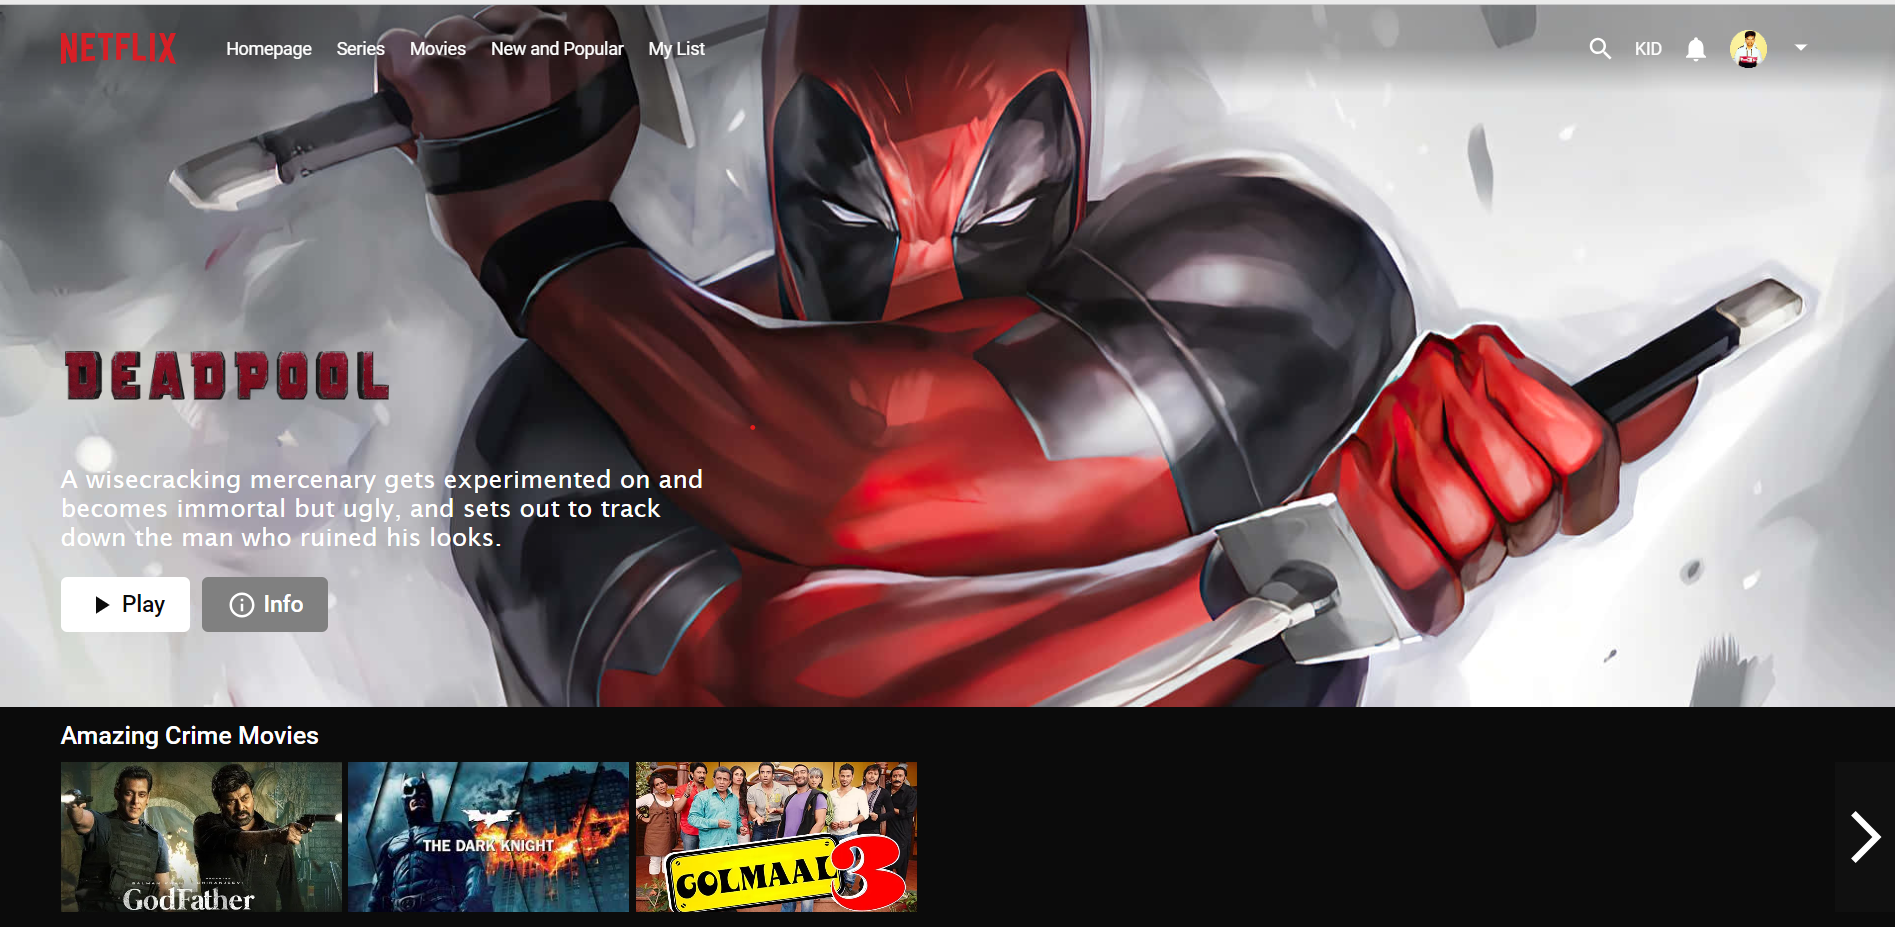 NETFLIX Homepage Series Movies New and Popular My List KID
DEADPOOL
A wisecracking mercenary gets experimented on and
becomes immortal but ugly, and sets out to track
down the man who ruined his looks.
Play Info
Amazing Crime Movies
GODFATHER
THE DARK KNIGHT
GOLMAAL 3